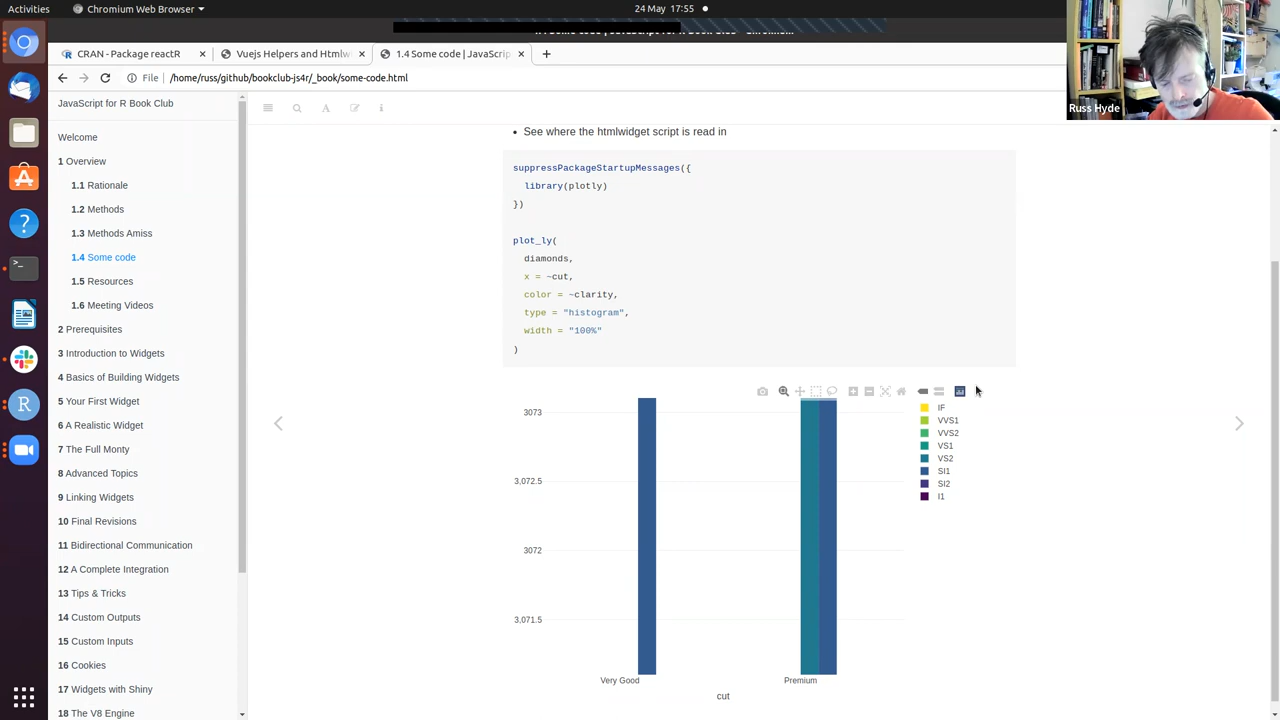 Activities
Chromium Web Browser
24 May 17:55
CRAN - Package reactR
Vuejs Helpers and Htmlw
1.4 Some code | JavaScrip
File
/home/russ/github/bookclub-js4r/_book/some-code.html
Russ Hyde
JavaScript for R Book Club
Welcome
1 Overview
1.1 Rationale
1.2 Methods
1.3 Methods Amiss
1.4 Some code
1.5 Resources
1.6 Meeting Videos
2 Prerequisites
3 Introduction to Widgets
4 Basics of Building Widgets
5 Your First Widget
6 A Realistic Widget
7 The Full Monty
8 Advanced Topics
9 Linking Widgets
10 Final Revisions
11 Bidirectional Communication
12 A Complete Integration
13 Tips & Tricks
14 Custom Outputs
15 Custom Inputs
16 Cookies
17 Widgets with Shiny
18 The V8 Engine
• See where the htmlwidget script is read in
suppressPackageStartupMessages({
library(plotly)
})
plot_ly(
diamonds,
x = ~cut,
color = ~clarity,
type = "histogram",
width = "100%"
)
3073
3,072.5
3072
3,071.5
Very Good
Premium
cut
IF
VVS1
VVS2
VS1
VS2
SI1
SI2
I1